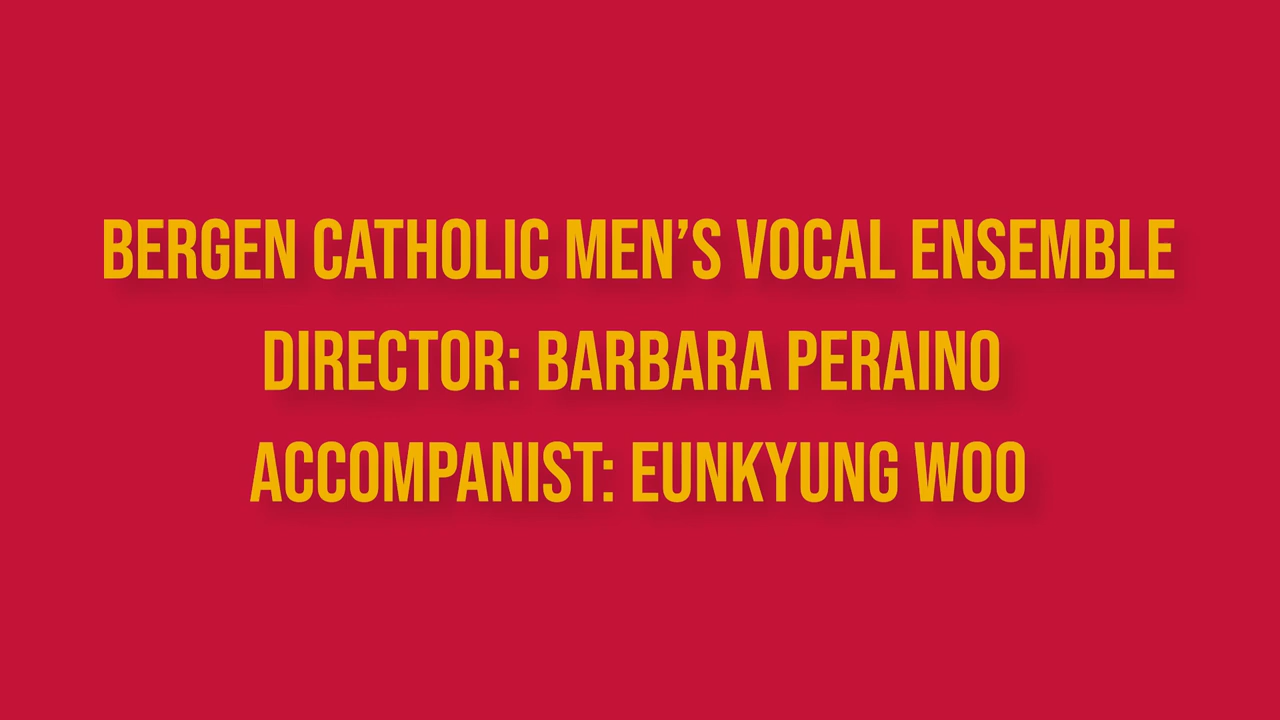 BERGEN CATHOLIC MEN’S VOCAL ENSEMBLE
DIRECTOR: BARBARA PERAINO
ACCOMPANIST: EUNKYUNG WOO